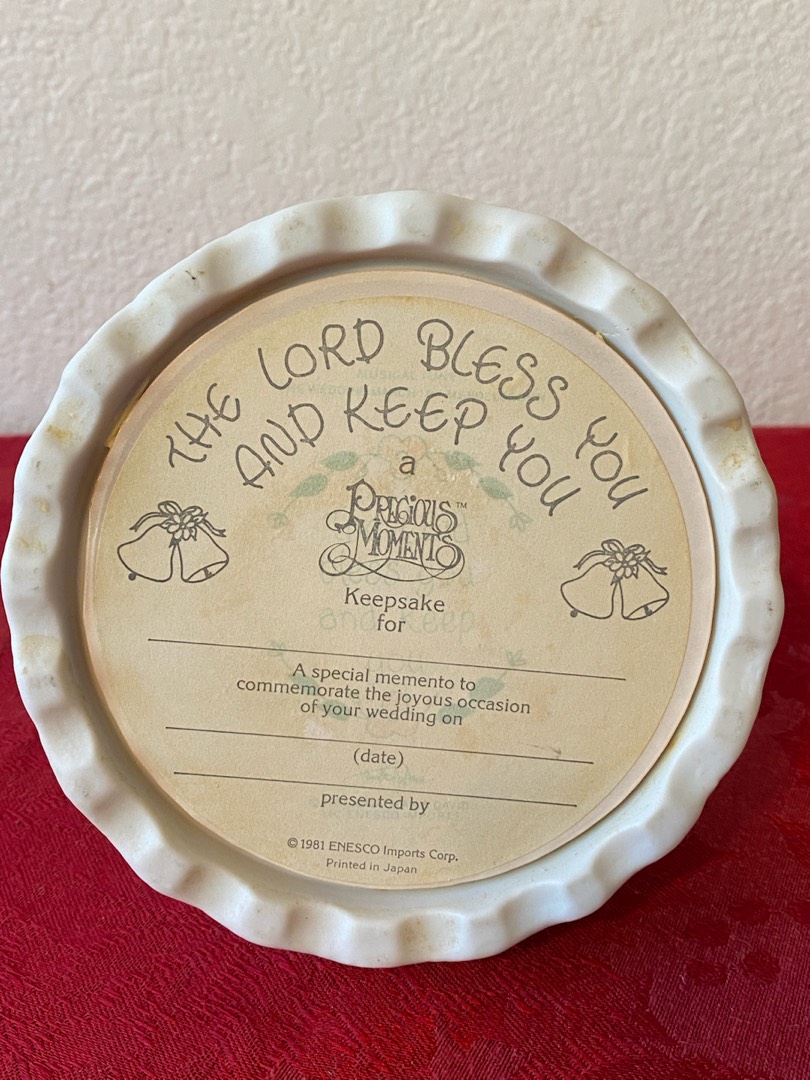 THE LORD BLESS YOU
AND KEEP YOU
a
PRECIOUS™
MOMENTS
Keepsake
for
A special memento to
commemorate the joyous occasion
of your wedding on
(date)
presented by
© 1981 ENESCO Imports Corp.
Printed in Japan